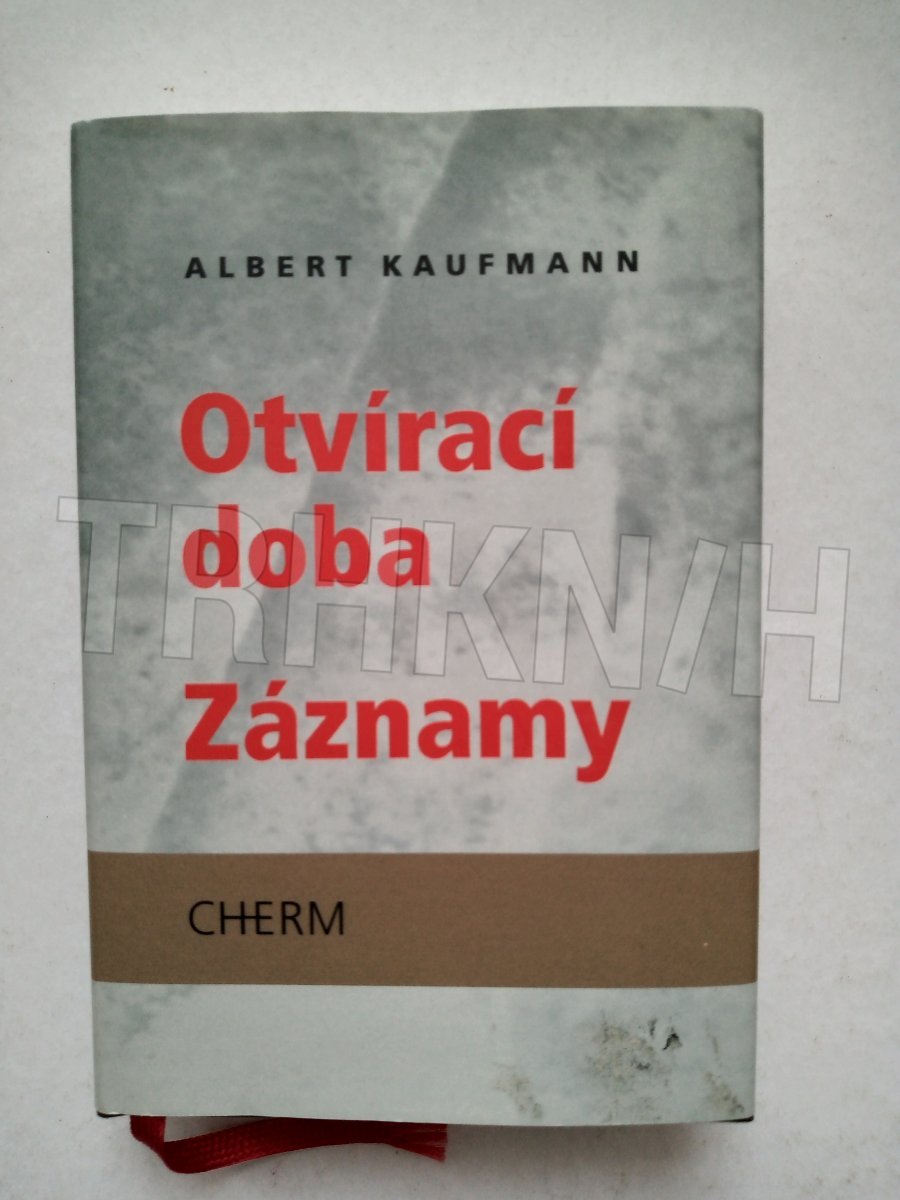 ALBERT KAUFMANN
Otvírací
doba
TRHKNIH
Záznamy
CHERM